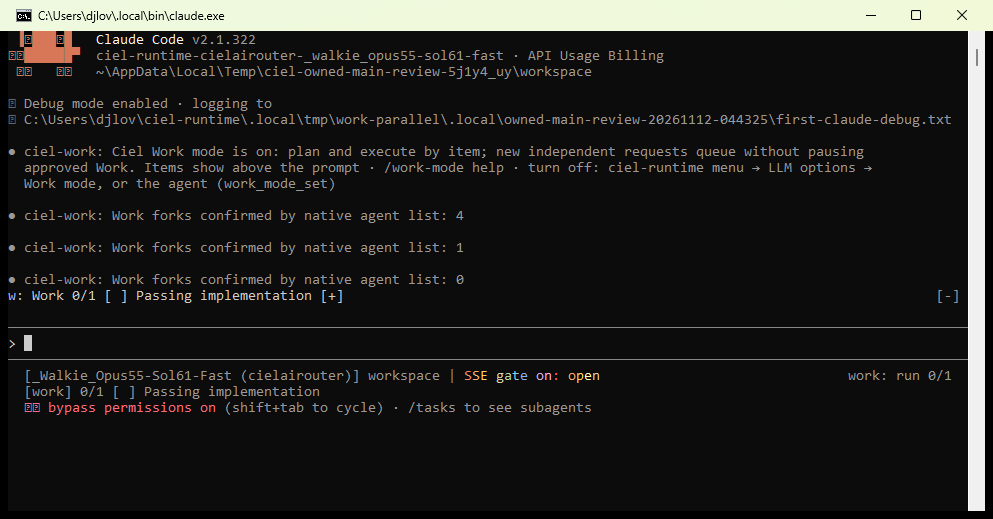 C:\Users\djlov\.local\bin\claude.exe
Claude Code v2.1.322
ciel-runtime-cielairouter-_walkie_opus55-sol61-fast · API Usage Billing
~\AppData\Local\Temp\ciel-owned-main-review-5j1y4_uy\workspace
Debug mode enabled · logging to
C:\Users\djlov\ciel-runtime\.local\tmp\work-parallel\.local\owned-main-review-20261112-044325\first-claude-debug.txt
● ciel-work: Ciel Work mode is on: plan and execute by item; new independent requests queue without pausing
approved Work. Items show above the prompt · /work-mode help · turn off: ciel-runtime menu → LLM options →
Work mode, or the agent (work_mode_set)
● ciel-work: Work forks confirmed by native agent list: 4
● ciel-work: Work forks confirmed by native agent list: 1
● ciel-work: Work forks confirmed by native agent list: 0
w: Work 0/1 [ ] Passing implementation [+] [-]
>
[_Walkie_Opus55-Sol61-Fast (cielairouter)] workspace | SSE gate on: open work: run 0/1
[work] 0/1 [ ] Passing implementation
bypass permissions on (shift+tab to cycle) · /tasks to see subagents